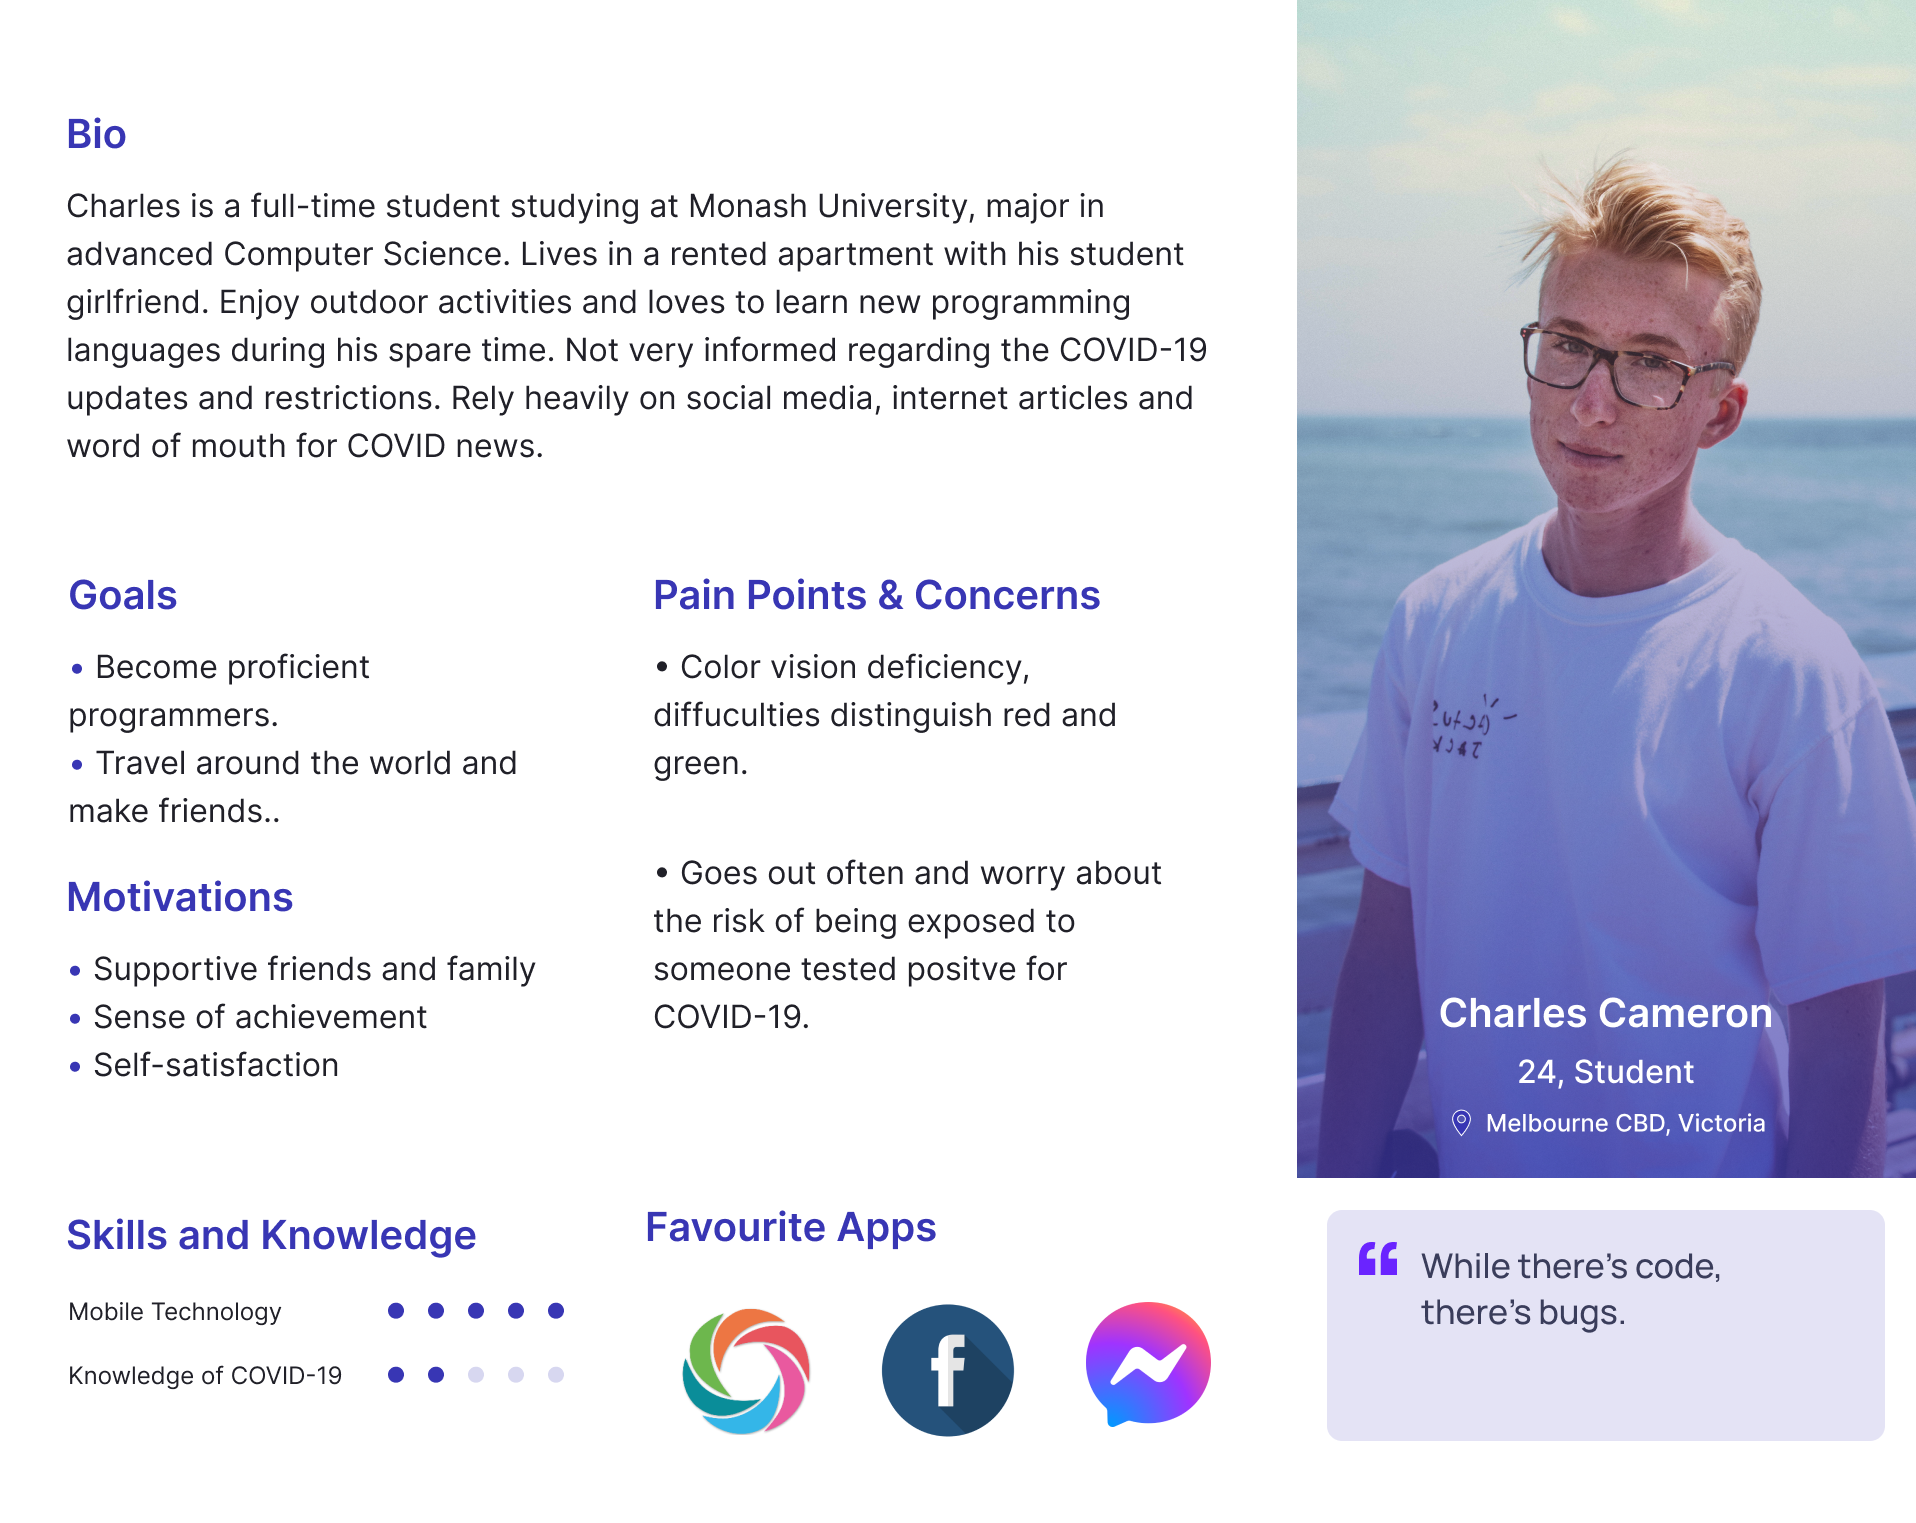 Bio
Charles is a full-time student studying at Monash University, major in
advanced Computer Science. Lives in a rented apartment with his student
girlfriend. Enjoy outdoor activities and loves to learn new programming
languages during his spare time. Not very informed regarding the COVID-19
updates and restrictions. Rely heavily on social media, internet articles and
word of mouth for COVID news.
Goals
• Become proficient
programmers.
• Travel around the world and
make friends..
Motivations
• Supportive friends and family
• Sense of achievement
• Self-satisfaction
Pain Points & Concerns
• Color vision deficiency,
diffuculties distinguish red and
green.
• Goes out often and worry about
the risk of being exposed to
someone tested positve for
COVID-19.
Skills and Knowledge
Mobile Technology
Knowledge of COVID-19
Favourite Apps
f
Charles Cameron
24, Student
Melbourne CBD, Victoria
“ While there’s code,
there’s bugs.